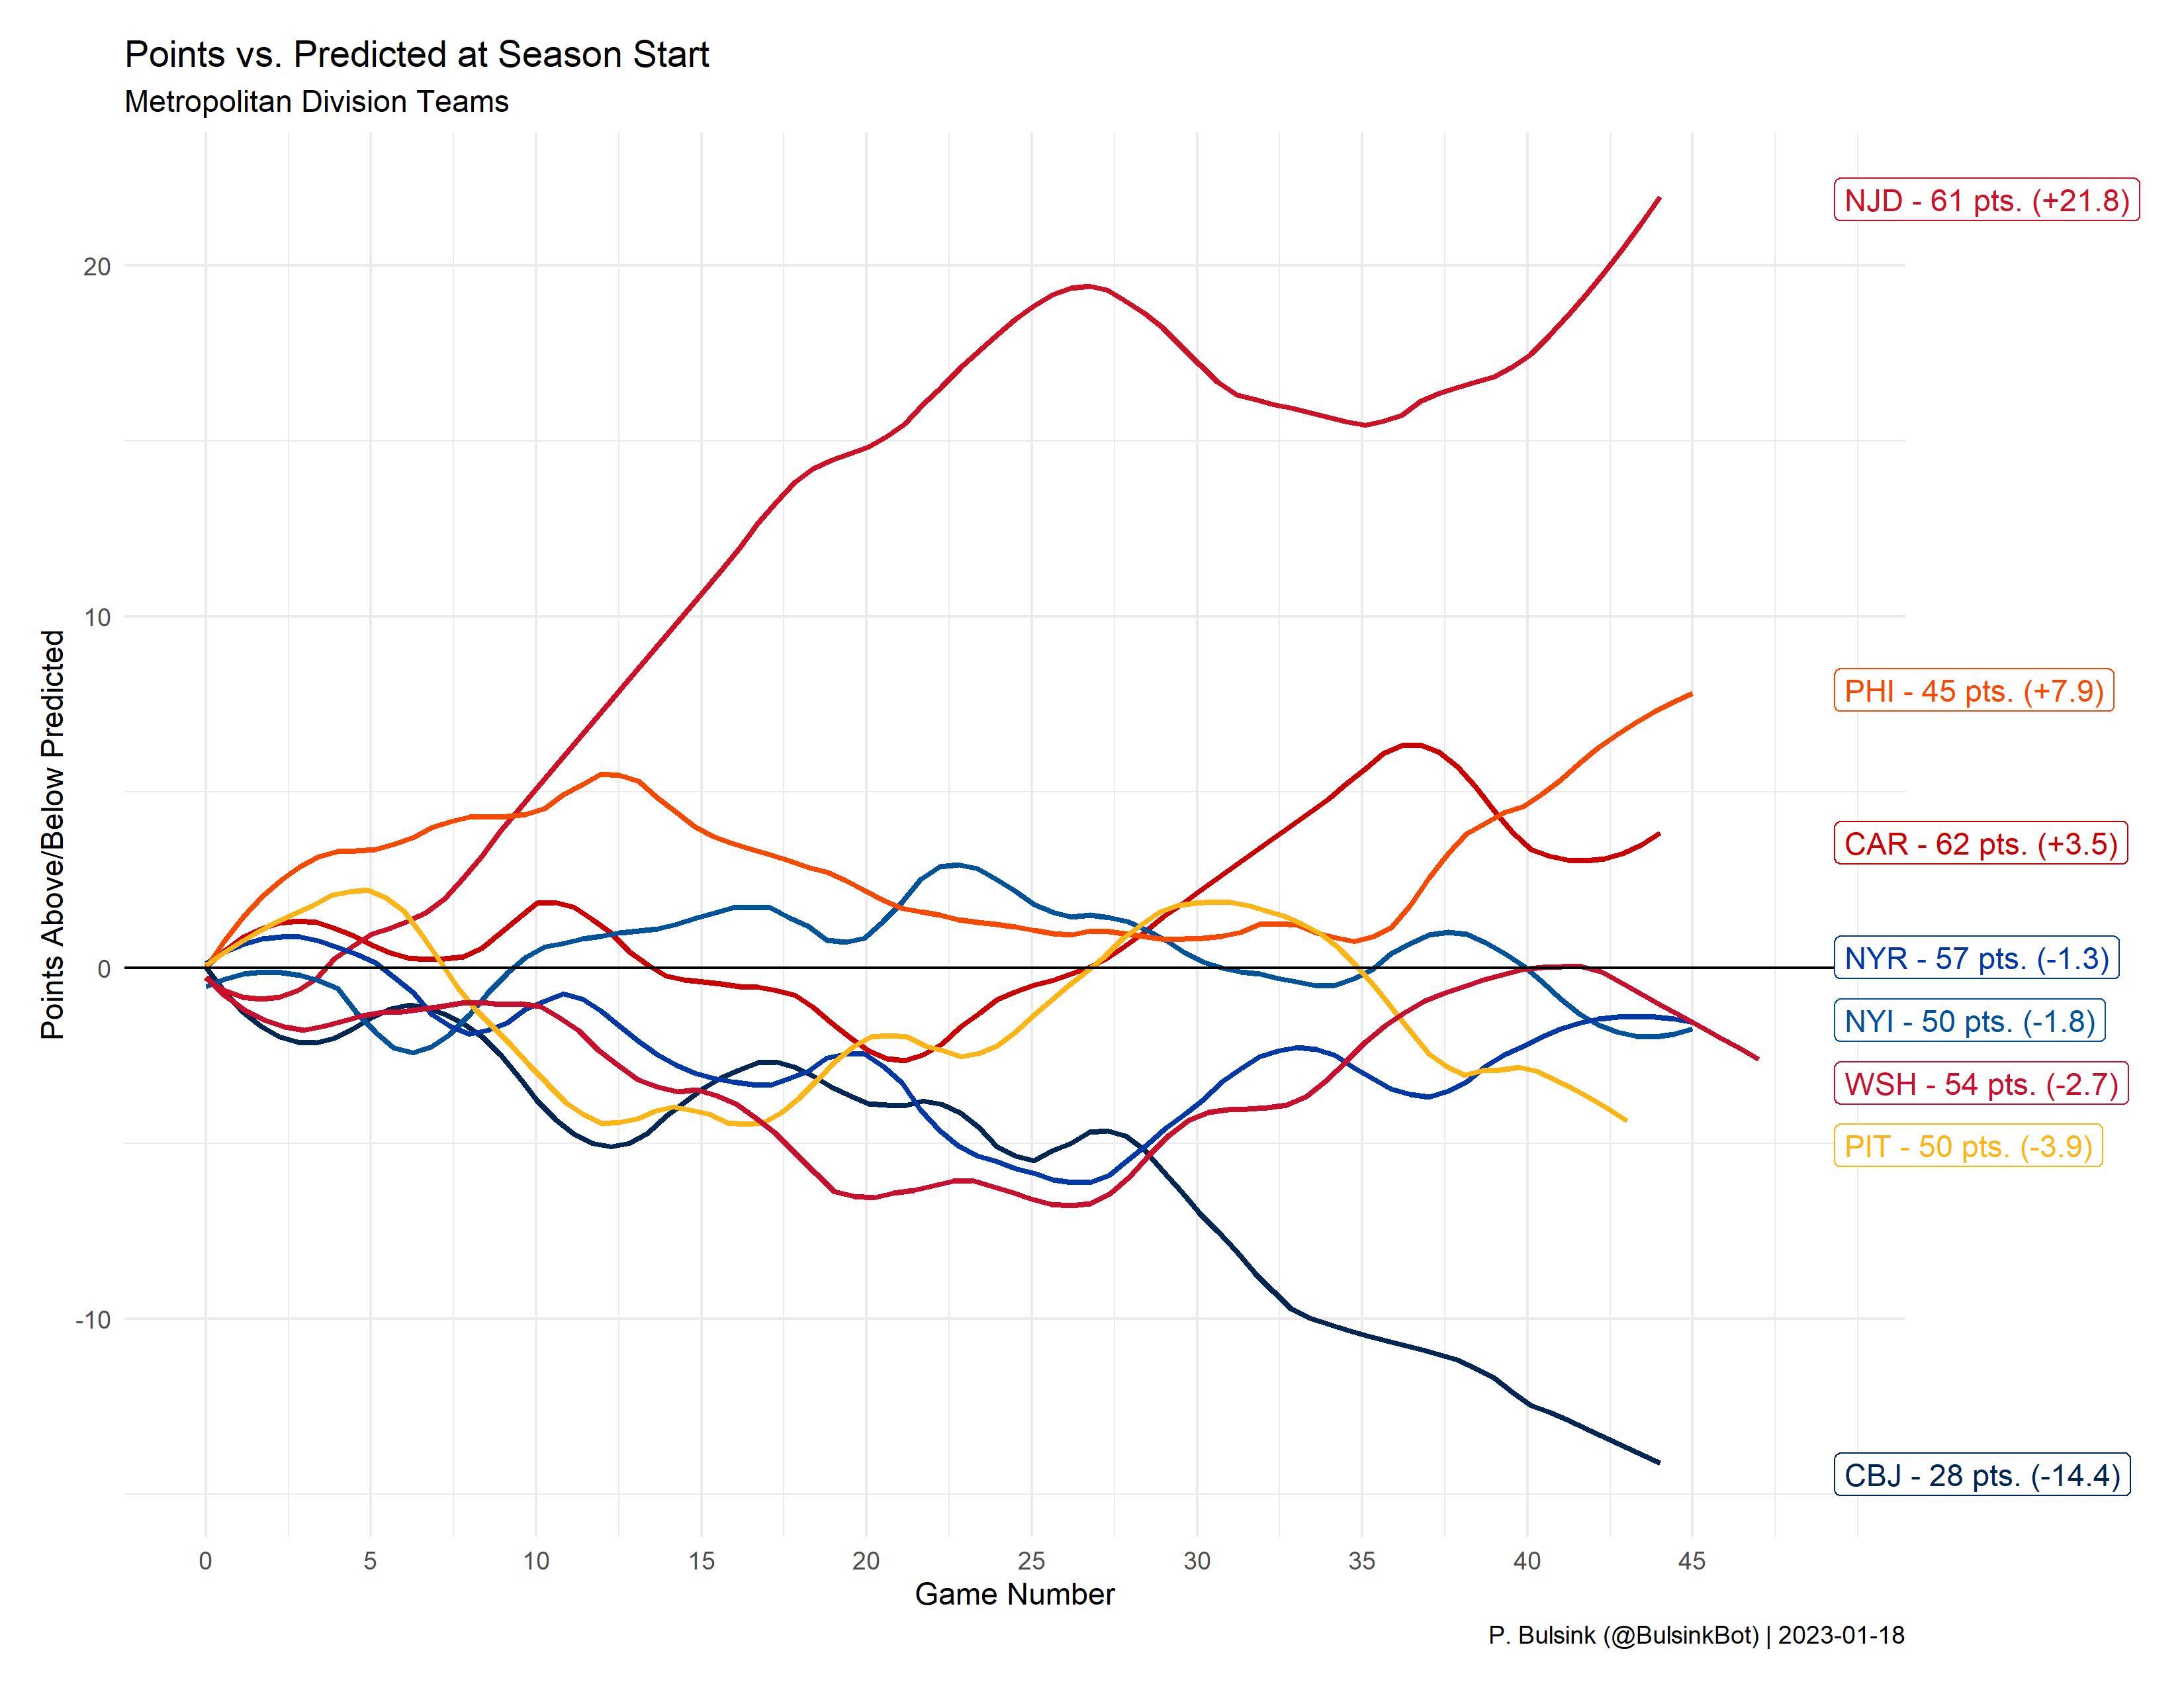 Points vs. Predicted at Season Start
Metropolitan Division Teams
Points Above/Below Predicted
20
10
0
-10
NJD - 61 pts. (+21.8)
PHI - 45 pts. (+7.9)
CAR - 62 pts. (+3.5)
NYR - 57 pts. (-1.3)
NYI - 50 pts. (-1.8)
WSH - 54 pts. (-2.7)
PIT - 50 pts. (-3.9)
CBJ - 28 pts. (-14.4)
0 5 10 15 20 25 30 35 40 45
Game Number
P. Bulsink (@BulsinkBot) | 2023-01-18